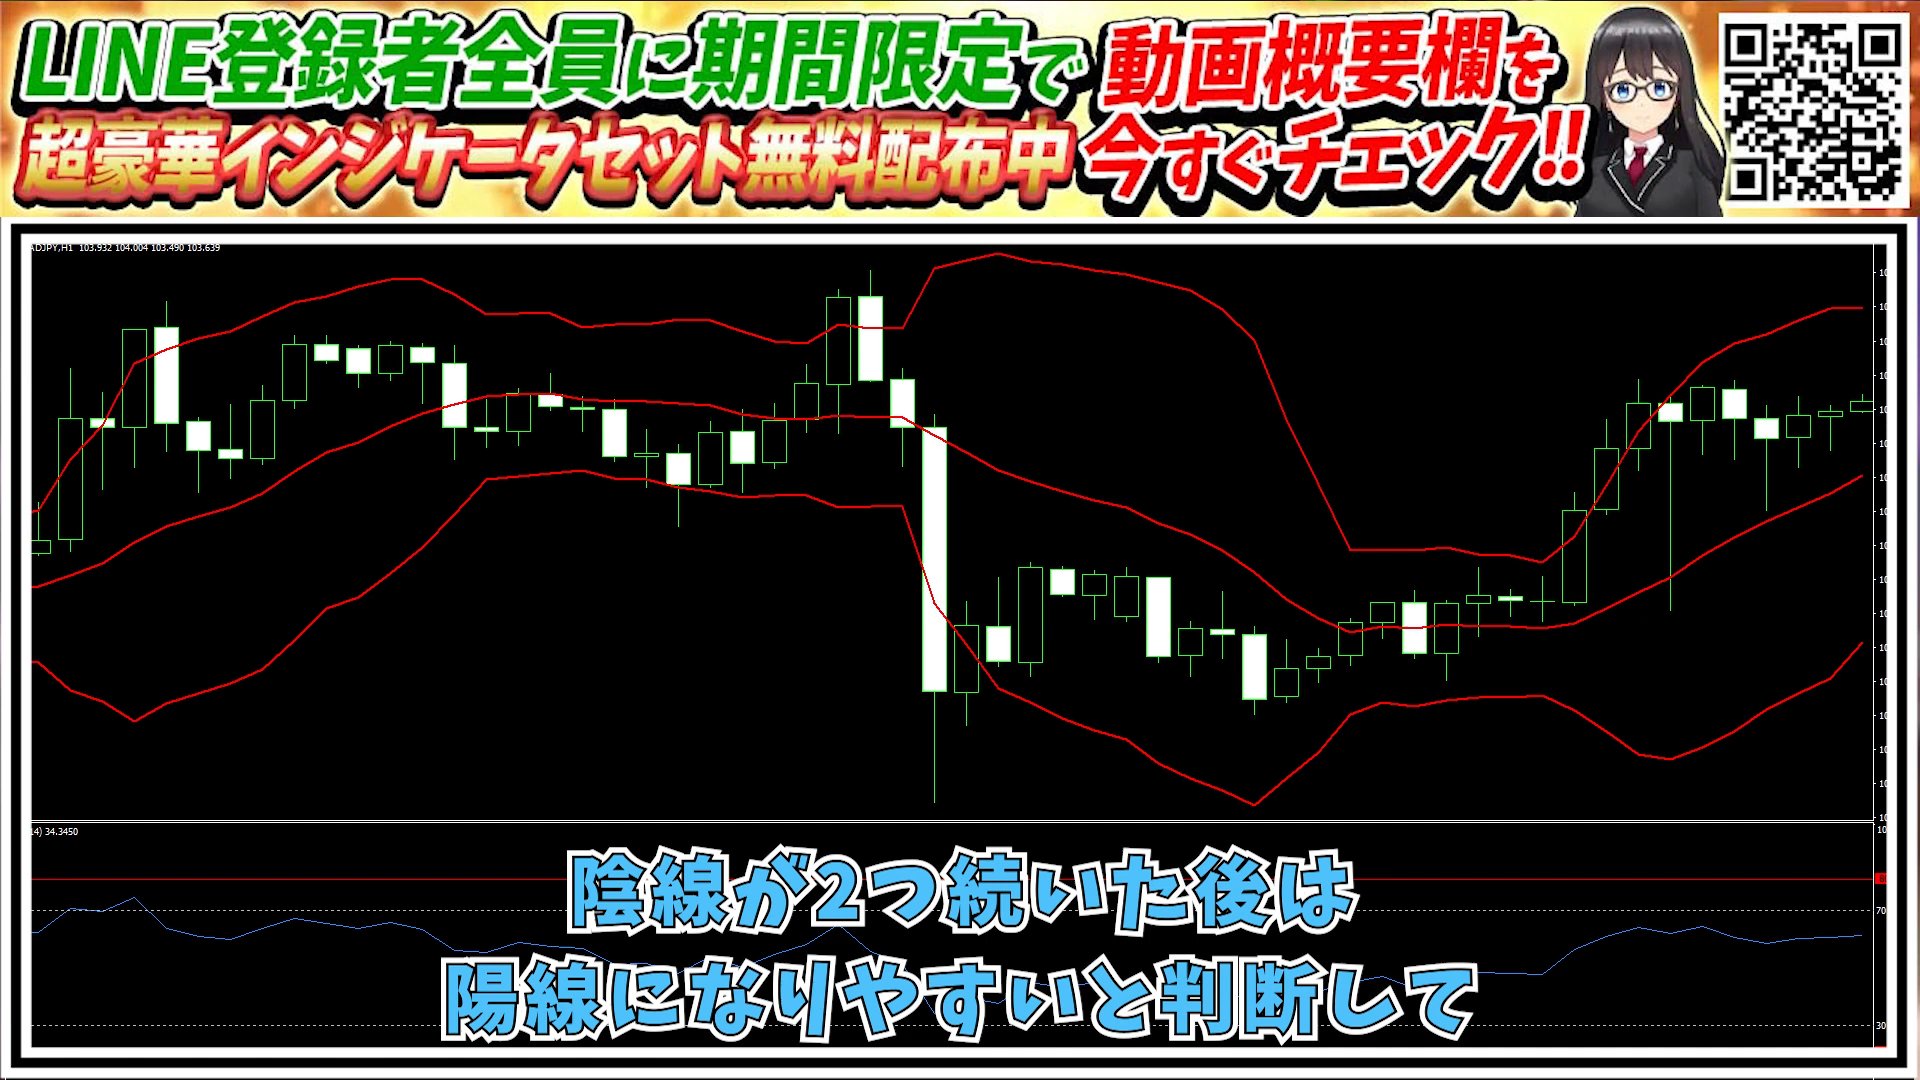 LINE登録者全員に期間限定で
超豪華インジケータセット無料配布中
動画概要欄を
今すぐチェック!!
ADJPY,H1 103.932 104.004 103.490 103.639
14) 34.3450
70
30
陰線が2つ続いた後は
陽線になりやすいと判断して